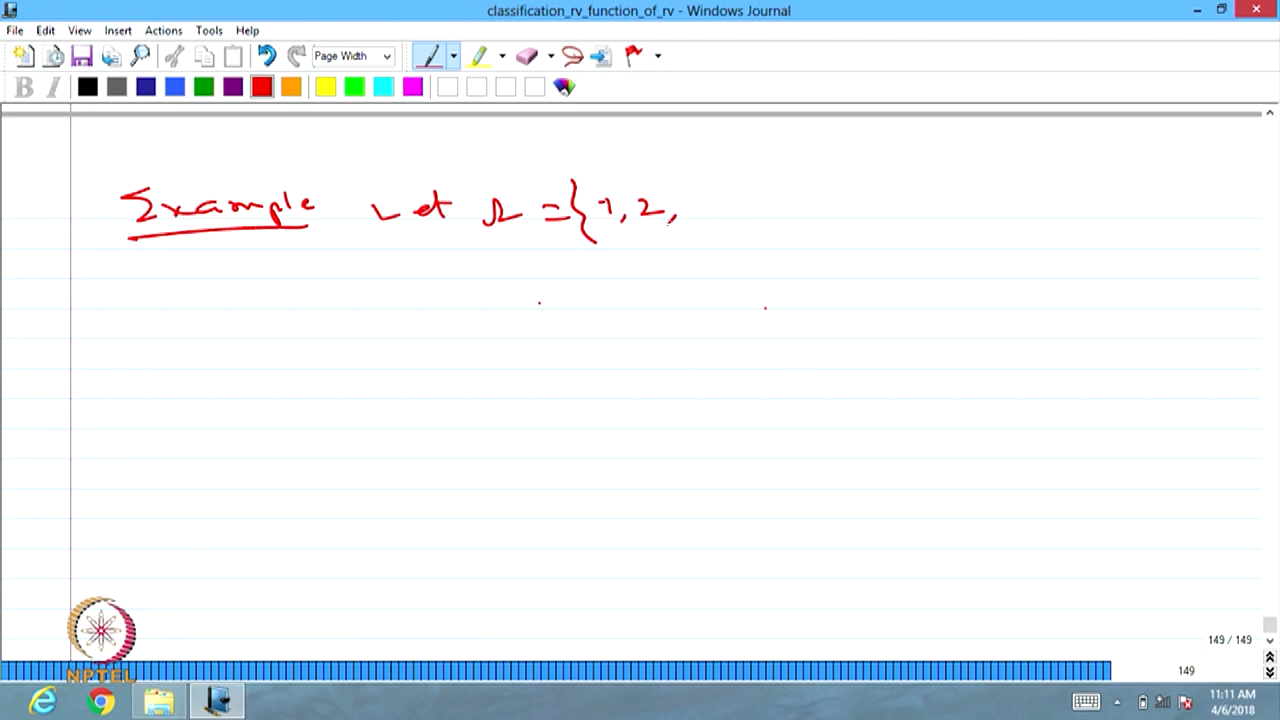 classification_rv_function_of_rv - Windows Journal
File Edit View Insert Actions Tools Help
Page Width
B I
Example Let Ω = {1, 2,
149 / 149
149
NPTEL
11:11 AM
4/6/2018